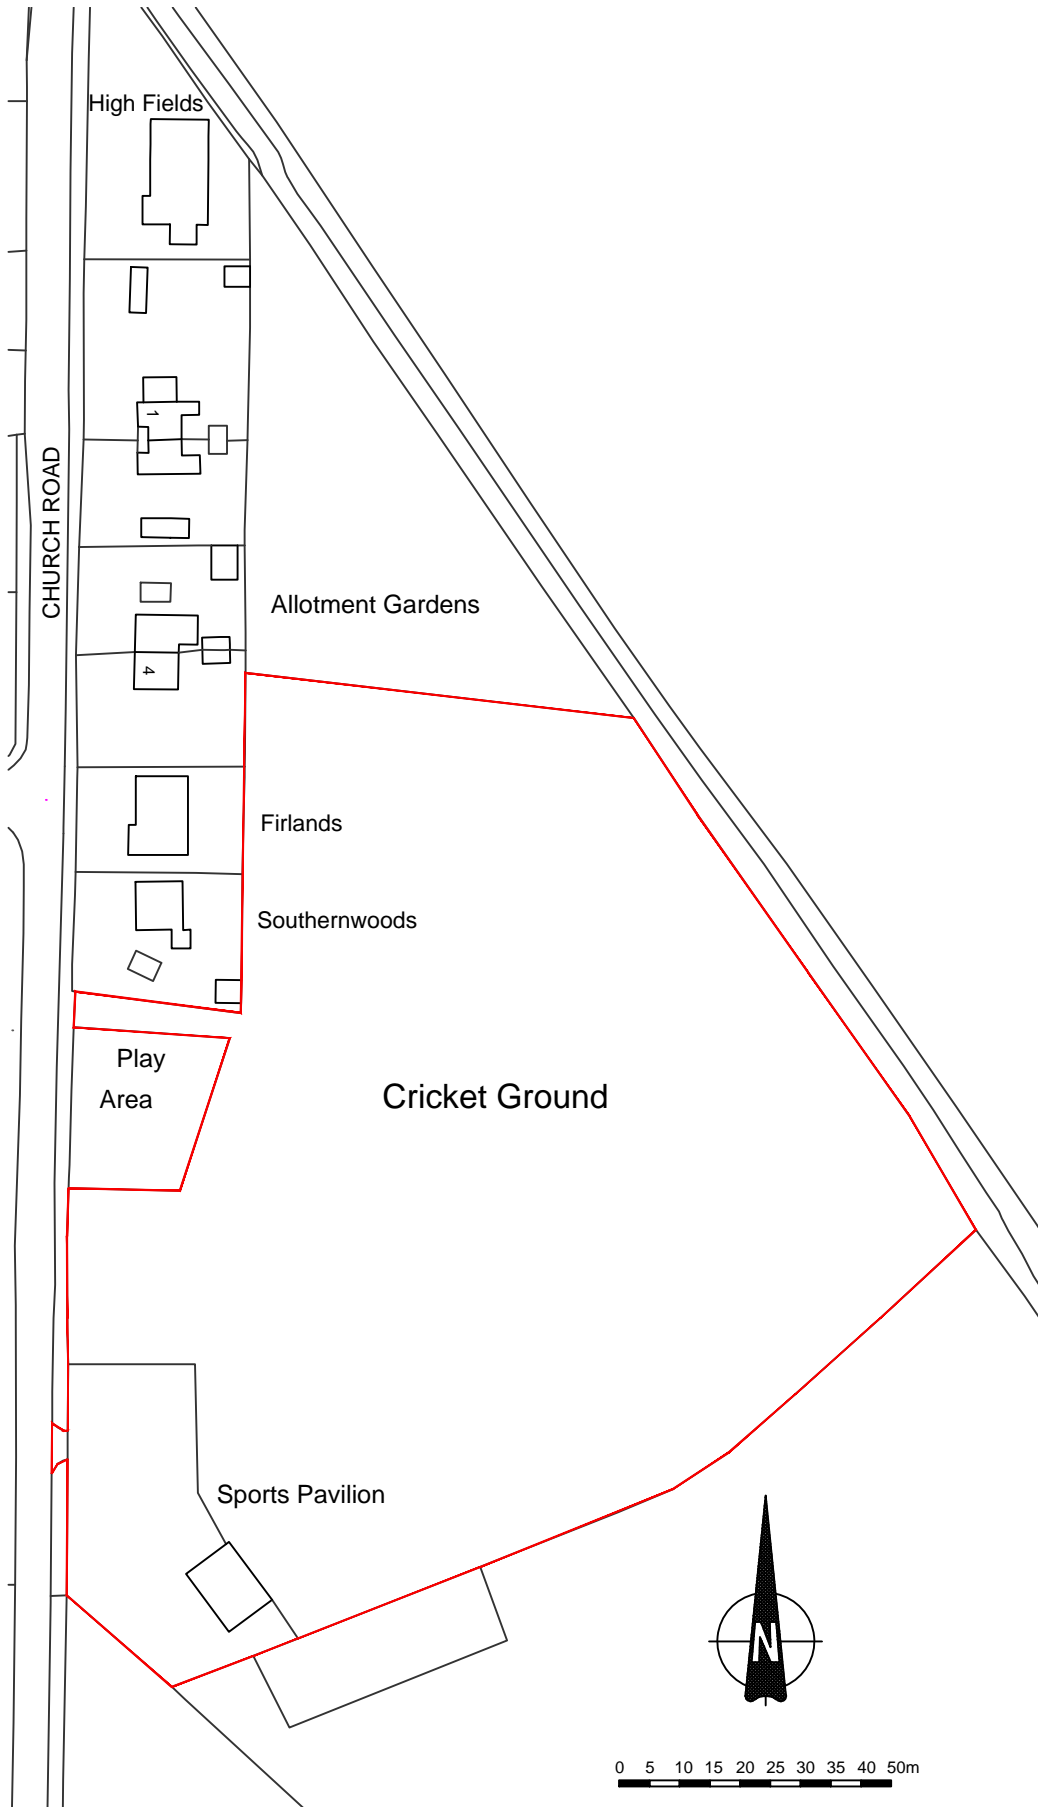 High Fields
1
CHURCH ROAD
Allotment Gardens
4
Firlands
Southernwoods
Play
Area
Cricket Ground
Sports Pavilion
N
0 5 10 15 20 25 30 35 40 50m